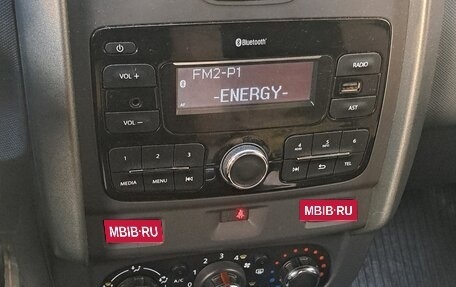 Bluetooth
FM2-P1
-ENERGY-
AF
VOL +
VOL −
RADIO
AST
1 2 3
MEDIA MENU
4 5 6
TEL
MBIB·RU
MBIB·RU
A/C